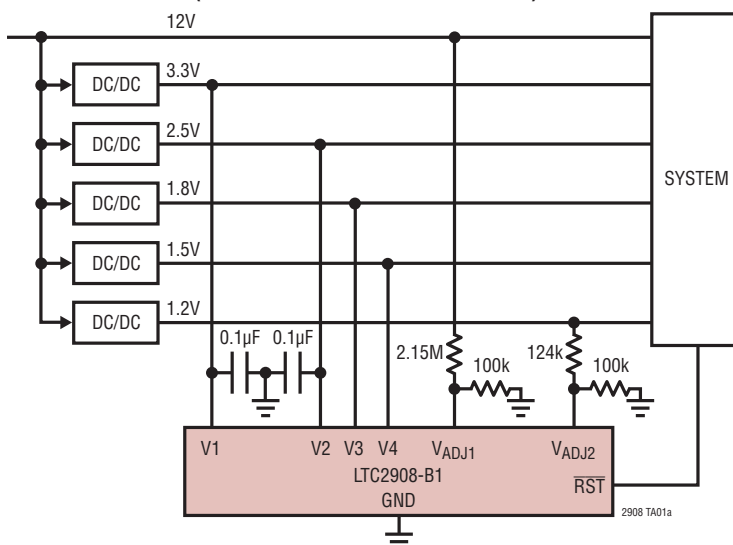 12V
3.3V
DC/DC
2.5V
DC/DC
1.8V
DC/DC
SYSTEM
1.5V
DC/DC
1.2V
DC/DC
0.1µF 0.1µF
2.15M
100k
124k
100k
V1 V2 V3 V4 VADJ1 VADJ2
LTC2908-B1
RST
GND
2908 TA01a